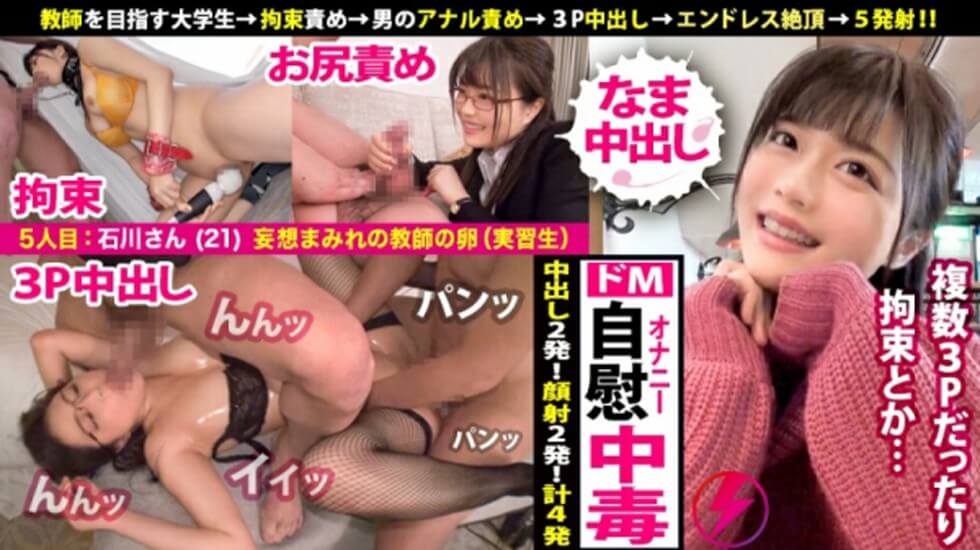 教師を目指す大学生→拘束責め→男のアナル責め→３Ｐ中出し→エンドレス絶頂→５発射！！
お尻責め
なま
中出し
拘束
５人目：石川さん (21) 妄想まみれの教師の卵（実習生）
3P中出し
んんッ
パンッ
パンッ
イイッ
んんッ
中出し２発！顔射２発！計４発
ドM
オナニー
自慰中毒
複数３Pだったり
拘束とか…